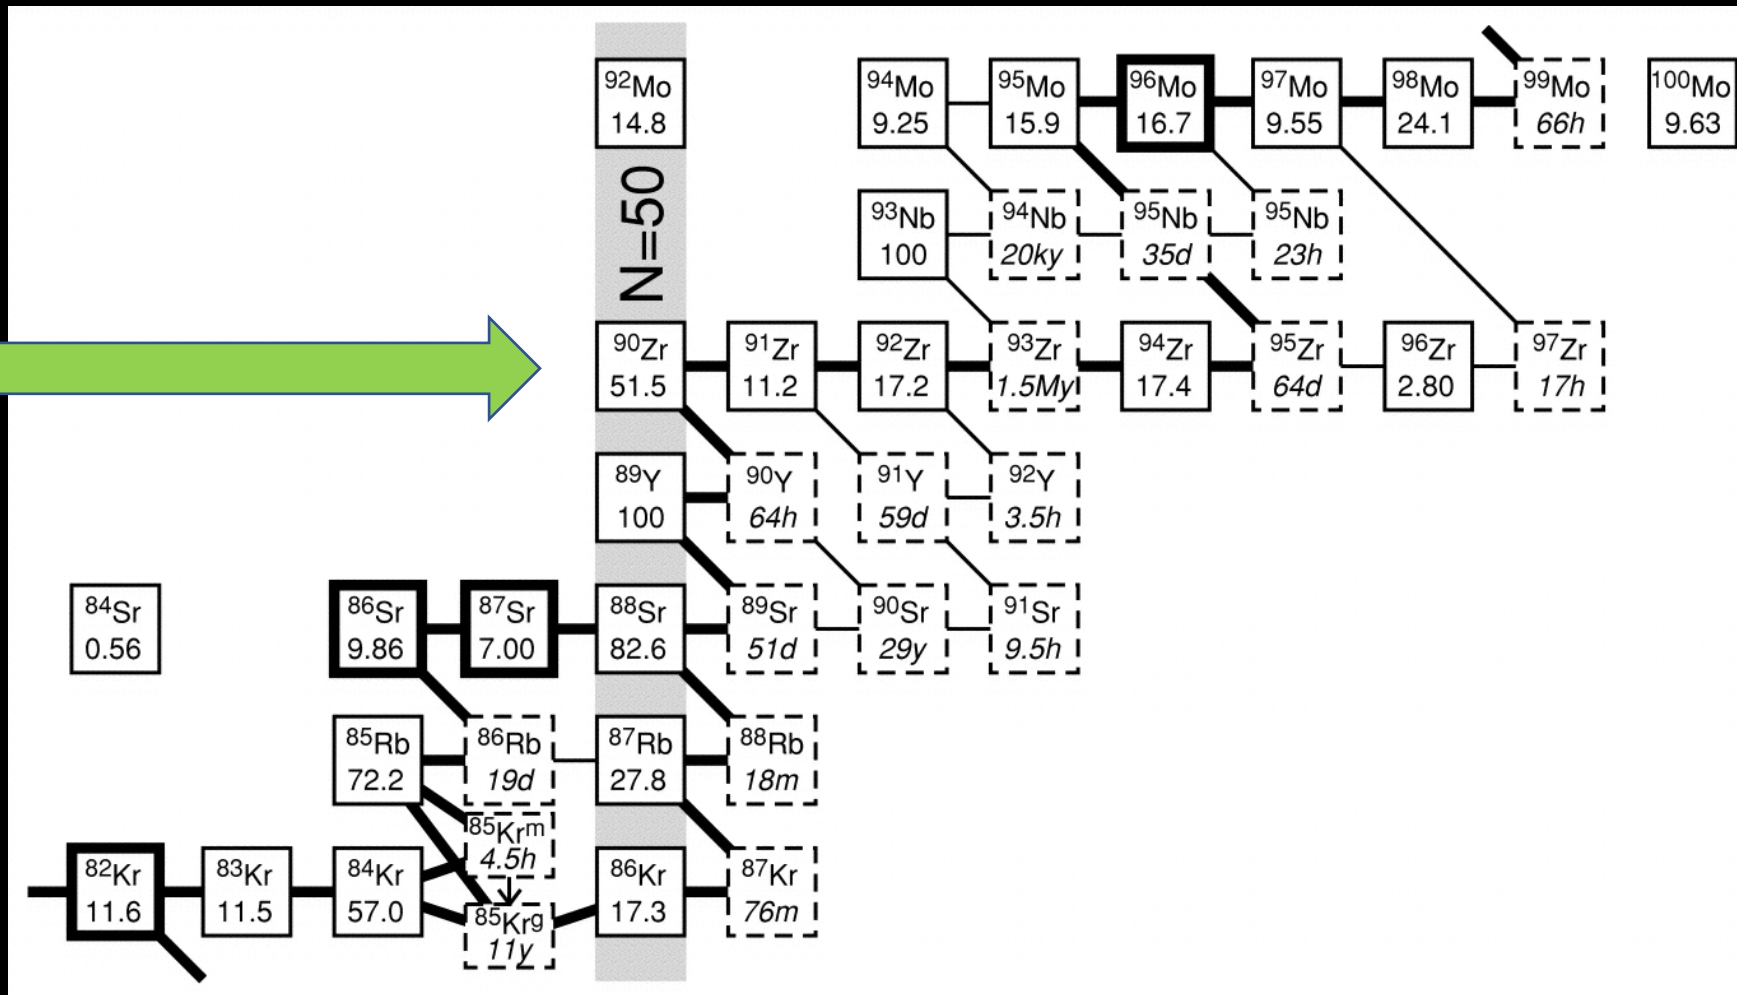 92Mo
14.8
94Mo
9.25
95Mo
15.9
96Mo
16.7
97Mo
9.55
98Mo
24.1
99Mo
66h
100Mo
9.63
N=50
93Nb
100
94Nb
20ky
95Nb
35d
95Nb
23h
90Zr
51.5
91Zr
11.2
92Zr
17.2
93Zr
1.5My
94Zr
17.4
95Zr
64d
96Zr
2.80
97Zr
17h
89Y
100
90Y
64h
91Y
59d
92Y
3.5h
84Sr
0.56
86Sr
9.86
87Sr
7.00
88Sr
82.6
89Sr
51d
90Sr
29y
91Sr
9.5h
85Rb
72.2
86Rb
19d
87Rb
27.8
88Rb
18m
85Krm
4.5h
82Kr
11.6
83Kr
11.5
84Kr
57.0
85Krg
11y
86Kr
17.3
87Kr
76m